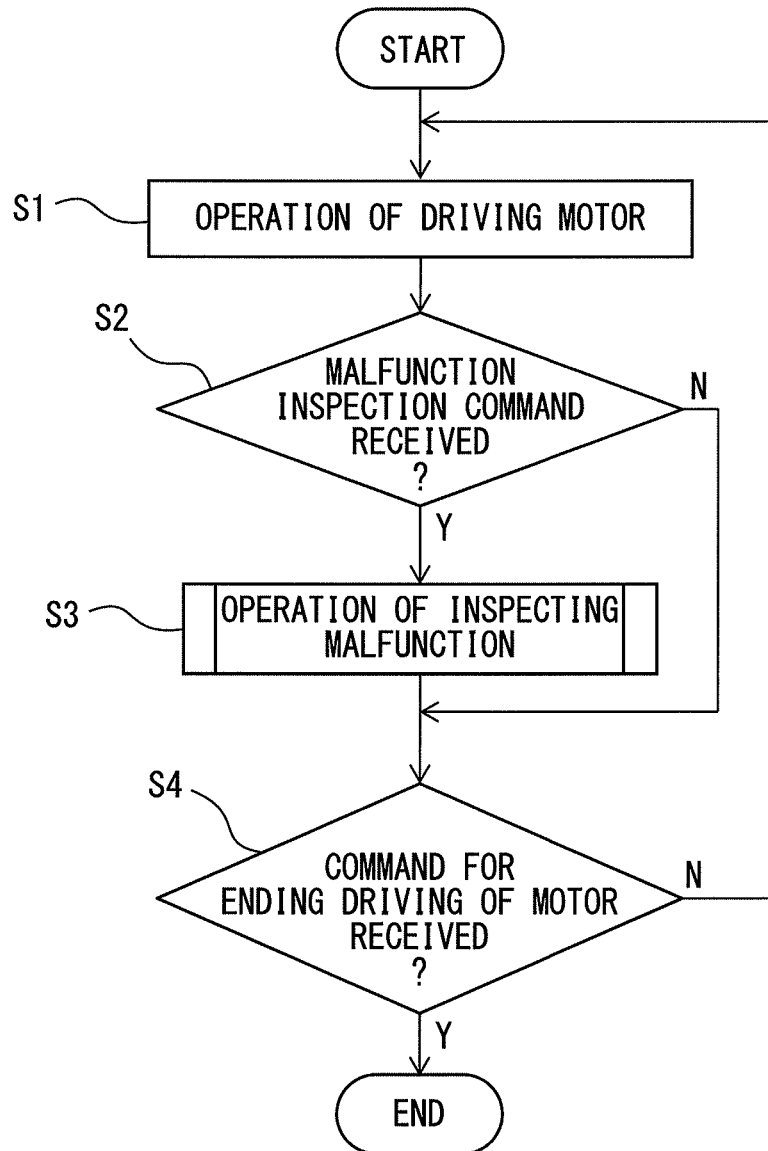 START
S1
OPERATION OF DRIVING MOTOR
S2
MALFUNCTION
INSPECTION COMMAND
RECEIVED
?
N
Y
S3
OPERATION OF INSPECTING
MALFUNCTION
S4
COMMAND FOR
ENDING DRIVING OF MOTOR
RECEIVED
?
N
Y
END